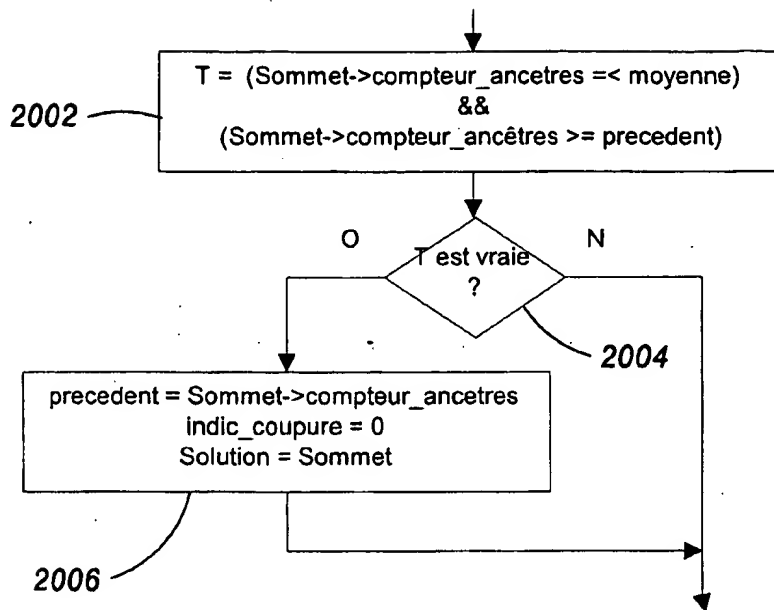 T = (Sommet->compteur_ancetres =< moyenne)
&&
(Sommet->compteur_ancêtres >= precedent)
2002
O
N
T est vraie
?
2004
precedent = Sommet->compteur_ancetres
indic_coupure = 0
Solution = Sommet
2006